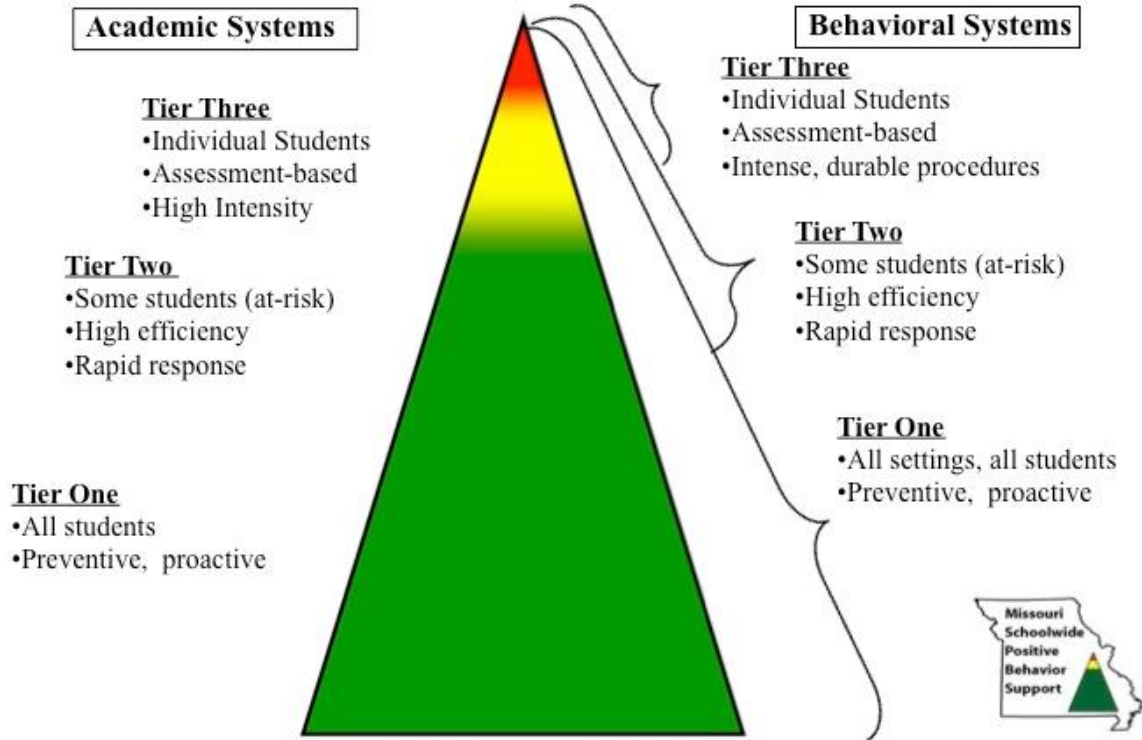 Academic Systems
Tier Three
•Individual Students
•Assessment-based
•High Intensity
Tier Two
•Some students (at-risk)
•High efficiency
•Rapid response
Tier One
•All students
•Preventive, proactive
Behavioral Systems
Tier Three
•Individual Students
•Assessment-based
•Intense, durable procedures
Tier Two
•Some students (at-risk)
•High efficiency
•Rapid response
Tier One
•All settings, all students
•Preventive, proactive
Missouri
Schoolwide
Positive
Behavior
Support